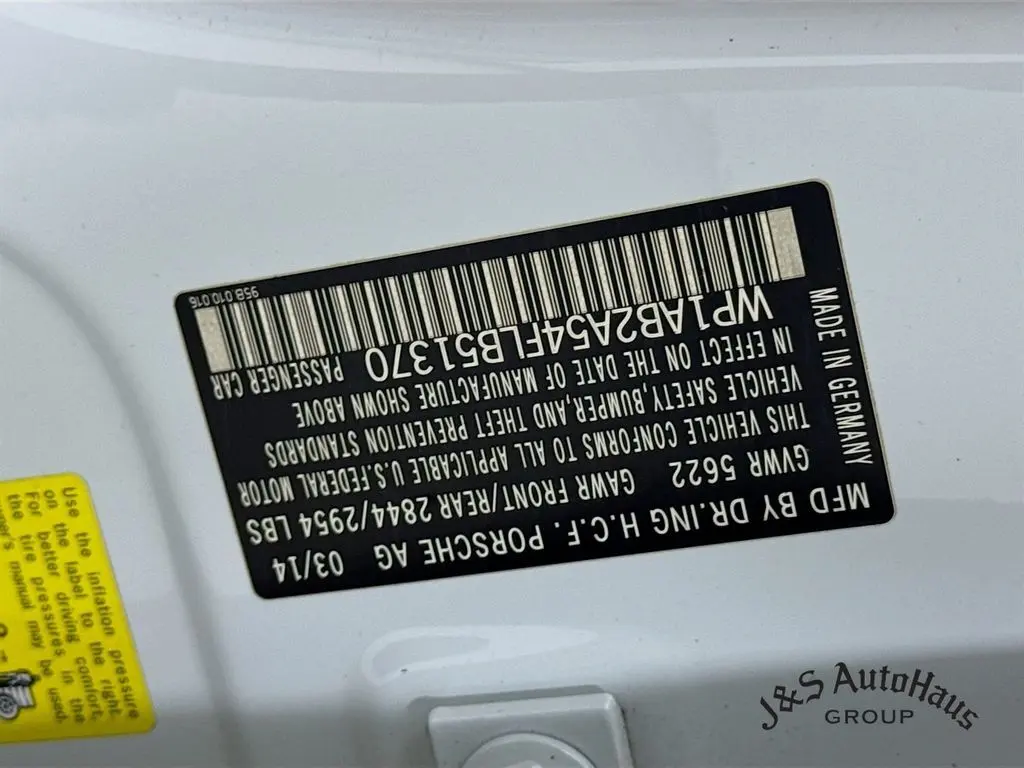 MFD BY DR.ING H.C.F. PORSCHE AG 03/14
GVWR 5622 GAWR FRONT/REAR 2844/2954 LBS
THIS VEHICLE CONFORMS TO ALL APPLICABLE U.S.FEDERAL MOTOR
VEHICLE SAFETY,BUMPER,AND THEFT PREVENTION STANDARDS
IN EFFECT ON THE DATE OF MANUFACTURE SHOWN ABOVE
WP1AB2A54FLB51370 PASSENGER CAR
95B.010.016
MADE IN GERMANY
Use the inflation pressure
on the label to the right.
For better driving comfort,
the tire pressures in the
owner's manual may be used.
J&S AutoHaus
GROUP